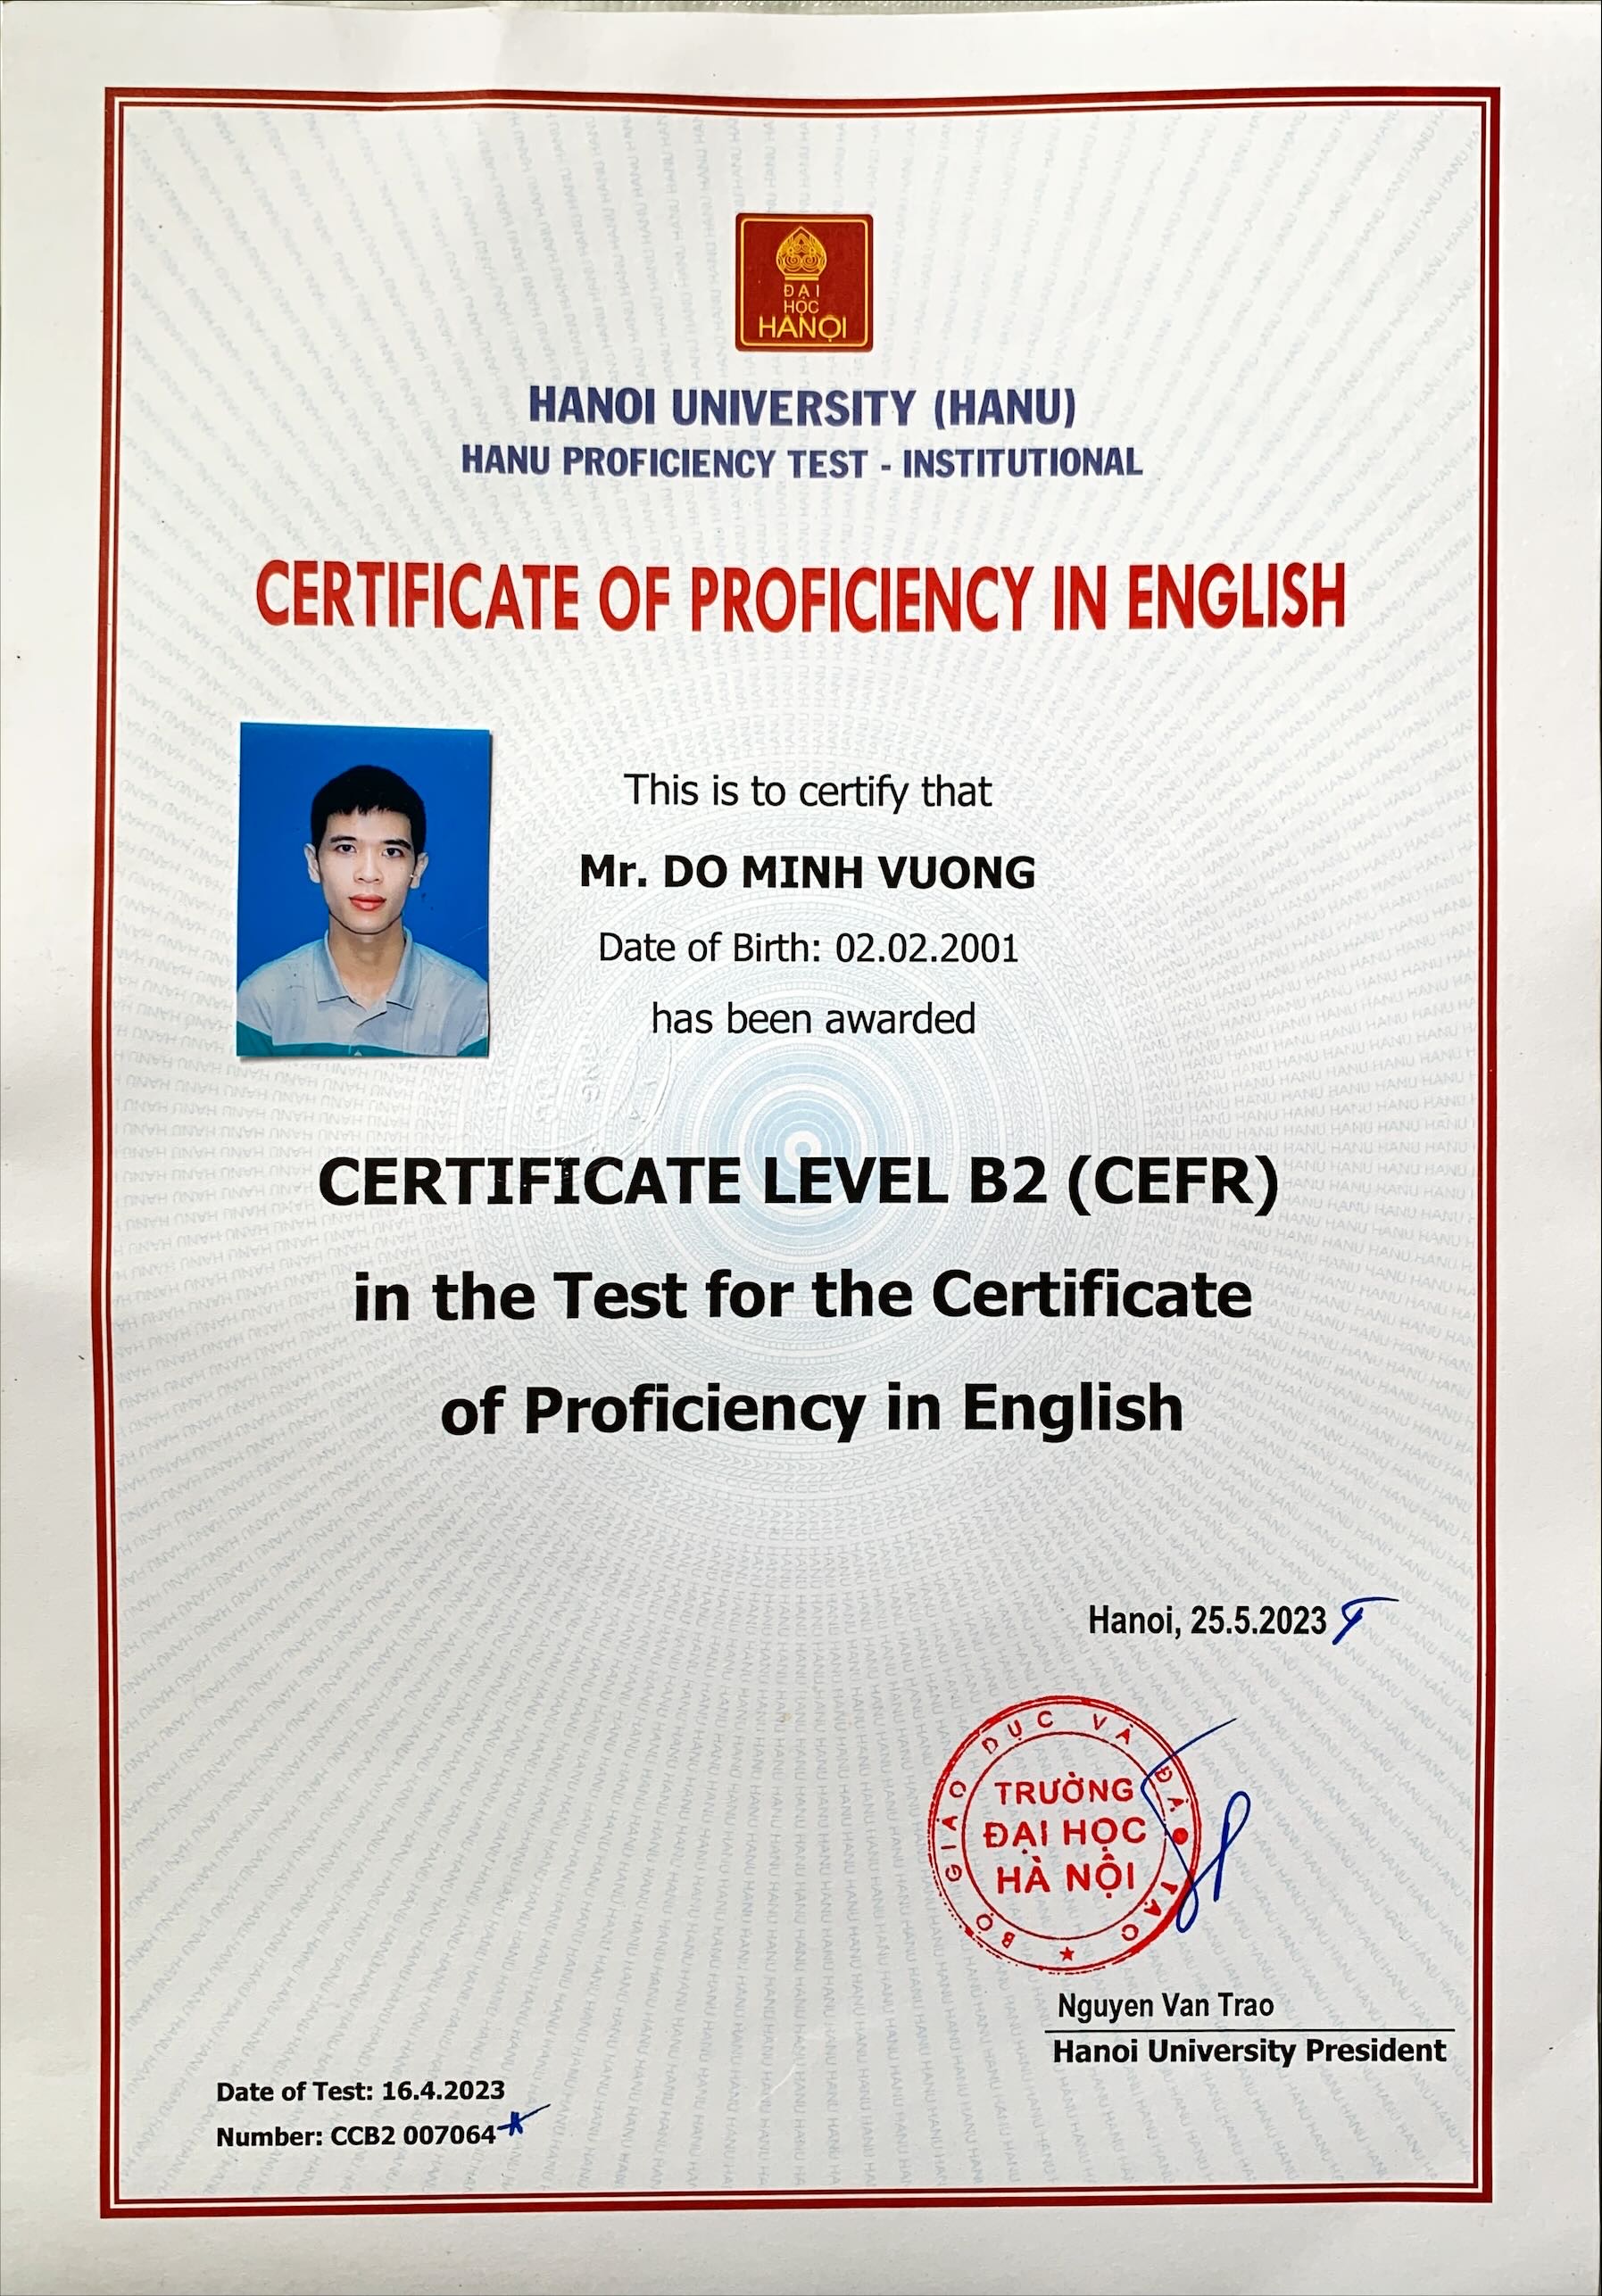 ĐẠI
HỌC
HÀNỘI
HANOI UNIVERSITY (HANU)
HANU PROFICIENCY TEST - INSTITUTIONAL
CERTIFICATE OF PROFICIENCY IN ENGLISH
This is to certify that
Mr. DO MINH VUONG
Date of Birth: 02.02.2001
has been awarded
CERTIFICATE LEVEL B2 (CEFR)
in the Test for the Certificate
of Proficiency in English
Hanoi, 25.5.2023
BỘ GIÁO DỤC VÀ ĐÀO TẠO
TRƯỜNG
ĐẠI HỌC
HÀ NỘI
Nguyen Van Trao
Hanoi University President
Date of Test: 16.4.2023
Number: CCB2 007064